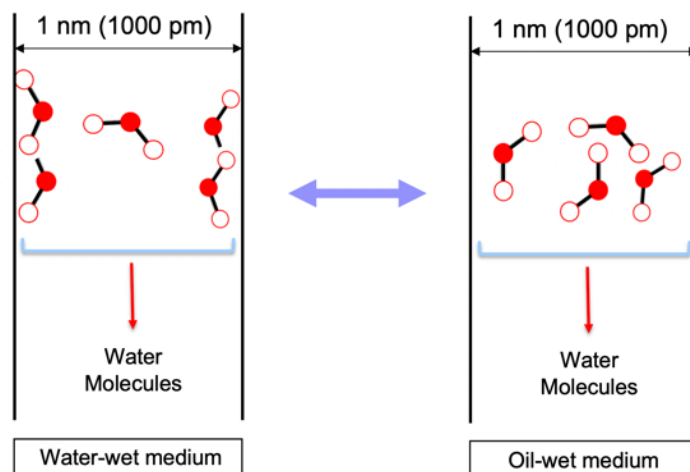 1 nm (1000 pm)
1 nm (1000 pm)
Water
Molecules
Water
Molecules
Water-wet medium
Oil-wet medium